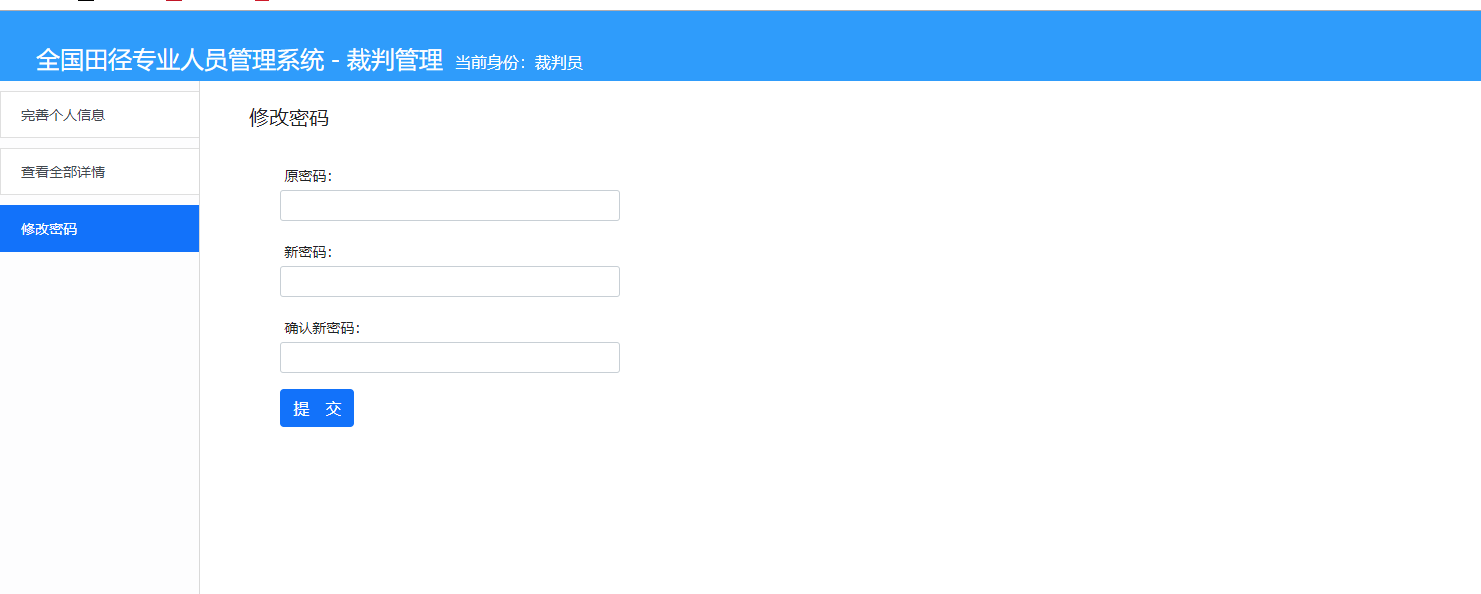 全国田径专业人员管理系统 - 裁判管理 当前身份：裁判员
完善个人信息
查看全部详情
修改密码
修改密码
原密码：
新密码：
确认新密码：
提 交